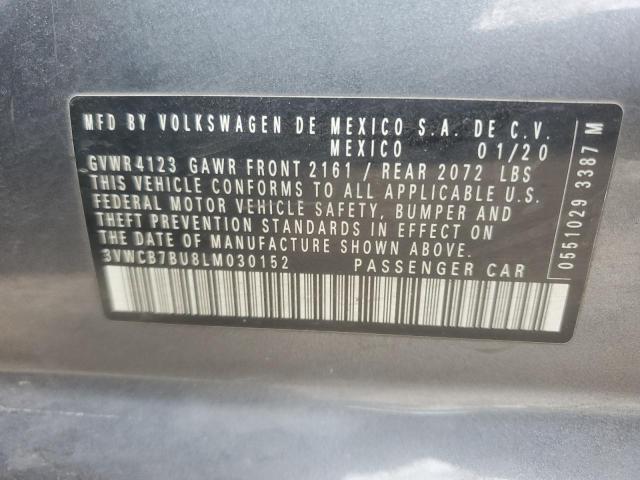 MFD BY VOLKSWAGEN DE MEXICO S.A. DE C.V.
MEXICO 01/20
GVWR 4123 GAWR FRONT 2161 / REAR 2072 LBS
THIS VEHICLE CONFORMS TO ALL APPLICABLE U.S.
FEDERAL MOTOR VEHICLE SAFETY, BUMPER AND
THEFT PREVENTION STANDARDS IN EFFECT ON
THE DATE OF MANUFACTURE SHOWN ABOVE.
3VWCB7BU8LM030152 PASSENGER CAR
0551029 3387 M